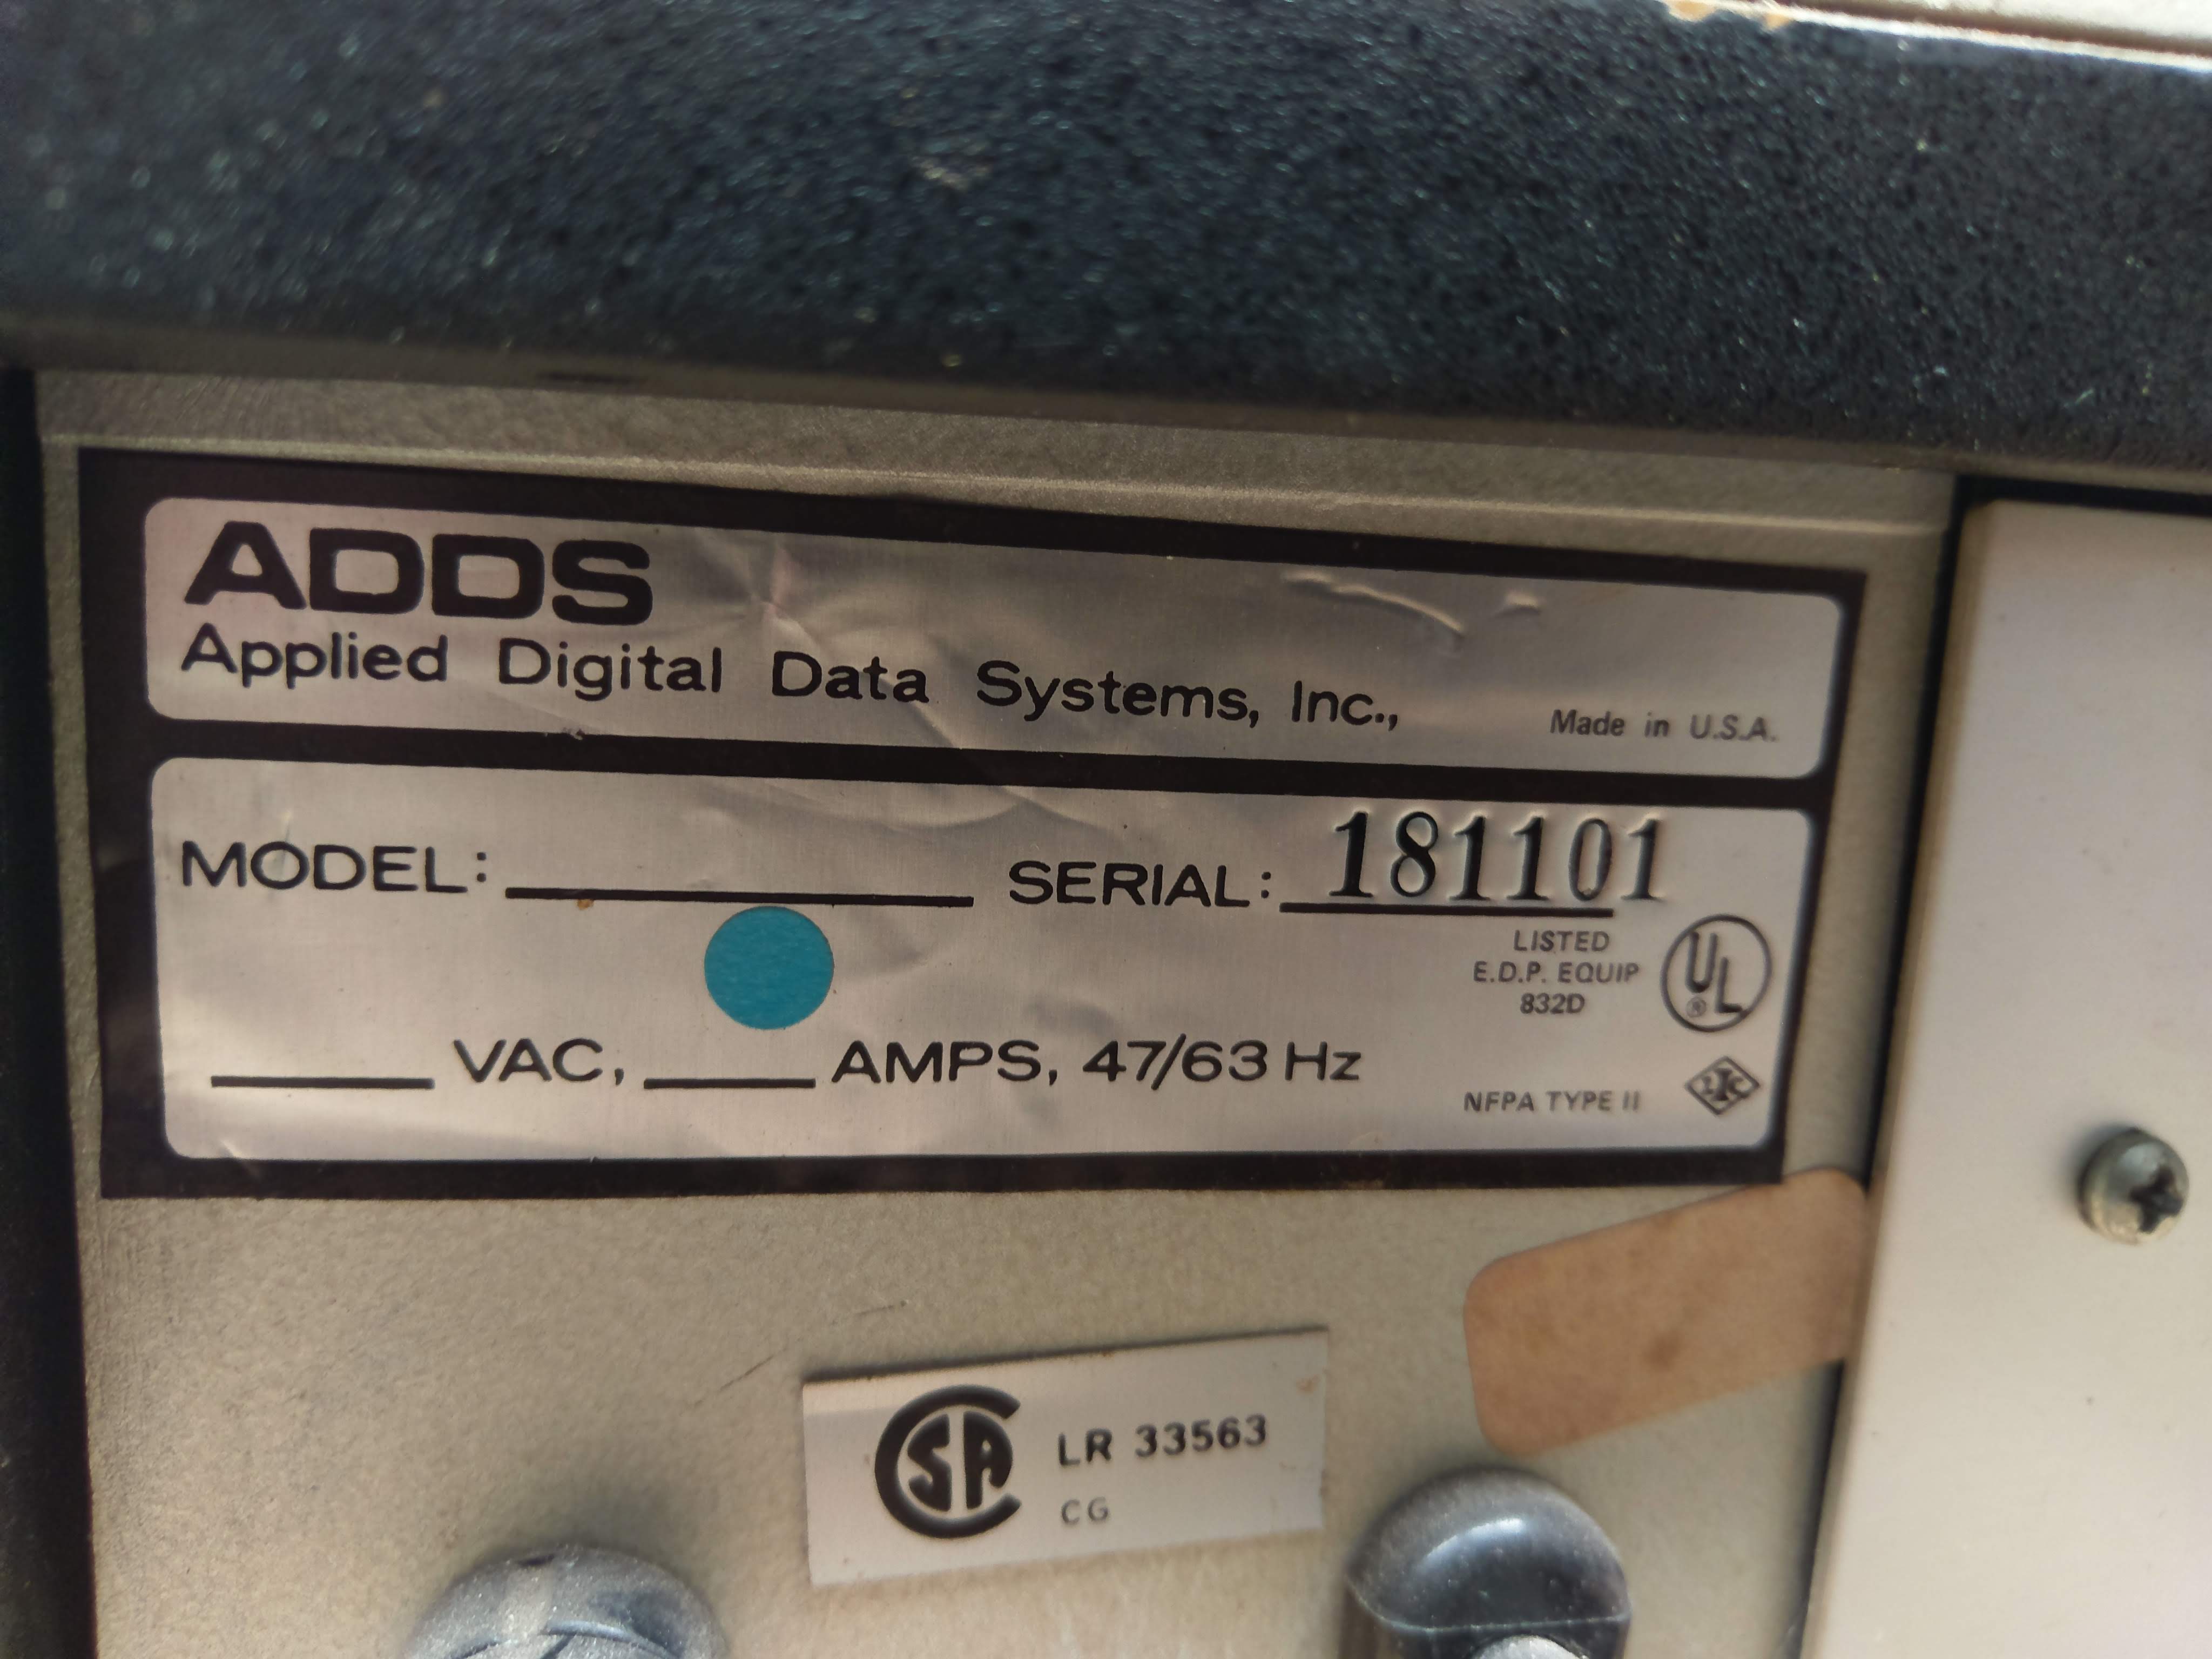 ADDS
Applied Digital Data Systems, Inc.,
Made in U.S.A.
MODEL: SERIAL: 181101
LISTED
E.D.P. EQUIP
832D
UL ®
VAC, AMPS, 47/63 Hz
NFPA TYPE II
CSA LR 33563
CG